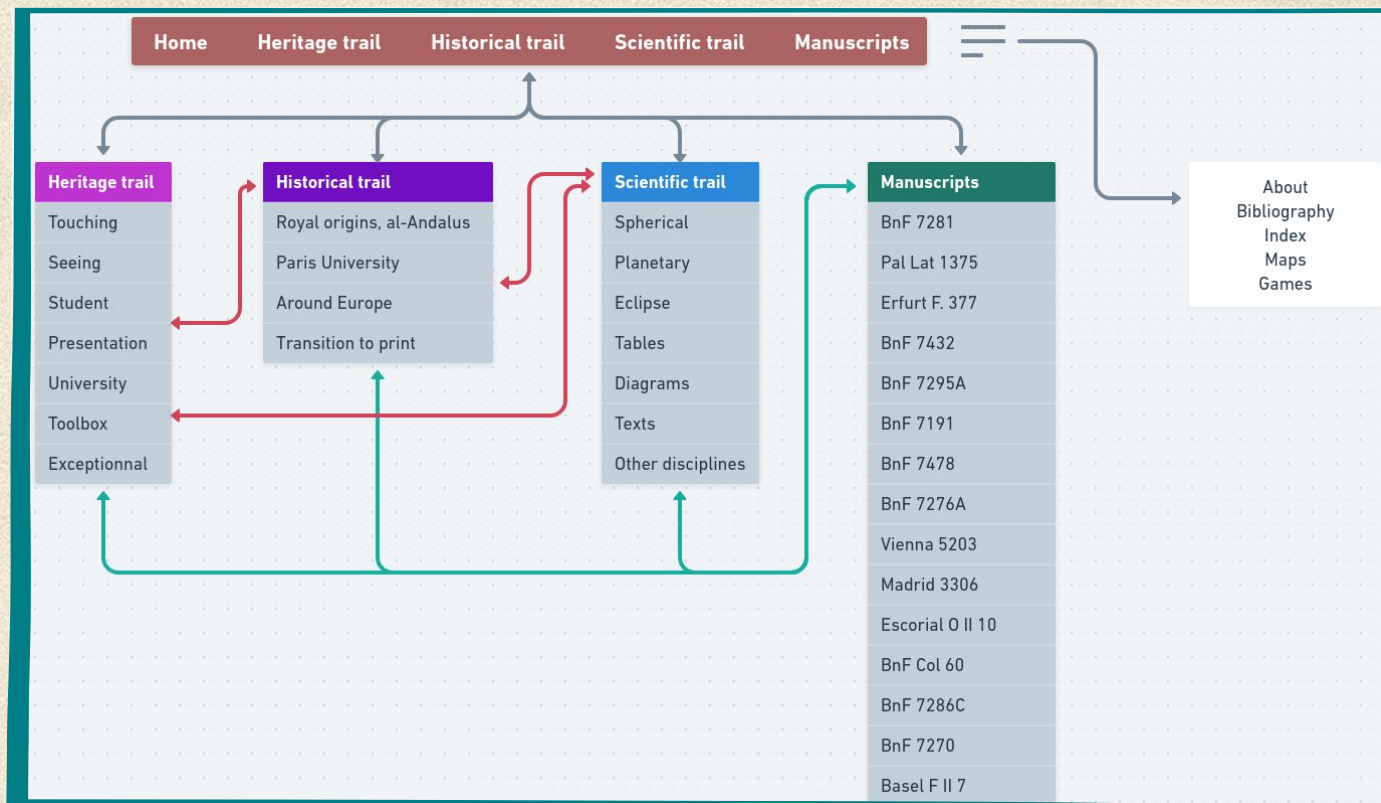 Home Heritage trail Historical trail Scientific trail Manuscripts
Heritage trail
Touching
Seeing
Student
Presentation
University
Toolbox
Exceptionnal
Historical trail
Royal origins, al-Andalus
Paris University
Around Europe
Transition to print
Scientific trail
Spherical
Planetary
Eclipse
Tables
Diagrams
Texts
Other disciplines
Manuscripts
BnF 7281
Pal Lat 1375
Erfurt F. 377
BnF 7432
BnF 7295A
BnF 7191
BnF 7478
BnF 7276A
Vienna 5203
Madrid 3306
Escorial O II 10
BnF Col 60
BnF 7286C
BnF 7270
Basel F II 7
About
Bibliography
Index
Maps
Games